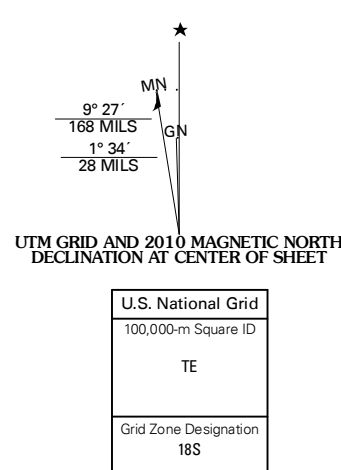 ★
MN
9° 27´
168 MILS
GN
1° 34´
28 MILS
UTM GRID AND 2010 MAGNETIC NORTH
DECLINATION AT CENTER OF SHEET
U.S. National Grid
100,000-m Square ID
TE
Grid Zone Designation
18S